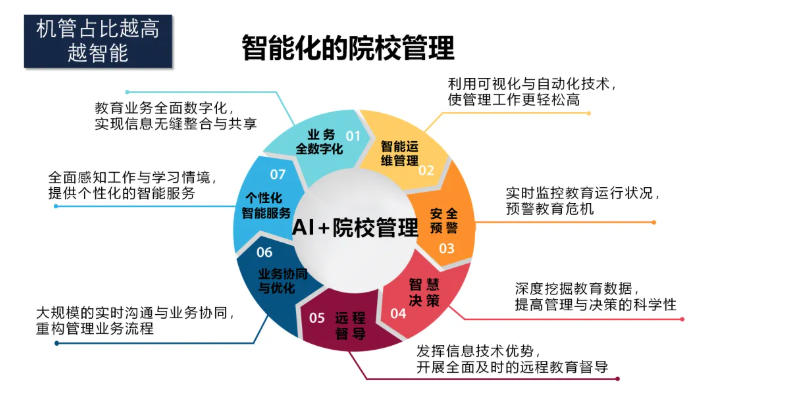 机管占比越高
越智能
智能化的院校管理
教育业务全面数字化，
实现信息无缝整合与共享
利用可视化与自动化技术，
使管理工作更轻松高
业 务
全数字化
01
智能运
维管理
02
全面感知工作与学习情境，
提供个性化的智能服务
07
个性化
智能服务
AI+院校管理
安 全
预 警
03
实时监控教育运行状况，
预警教育危机
06
业务协同
与优化
智 慧
决 策
04
深度挖掘教育数据，
提高管理与决策的科学性
大规模的实时沟通与业务协同，
重构管理业务流程
05
远 程
督 导
发挥信息技术优势，
开展全面及时的远程教育督导